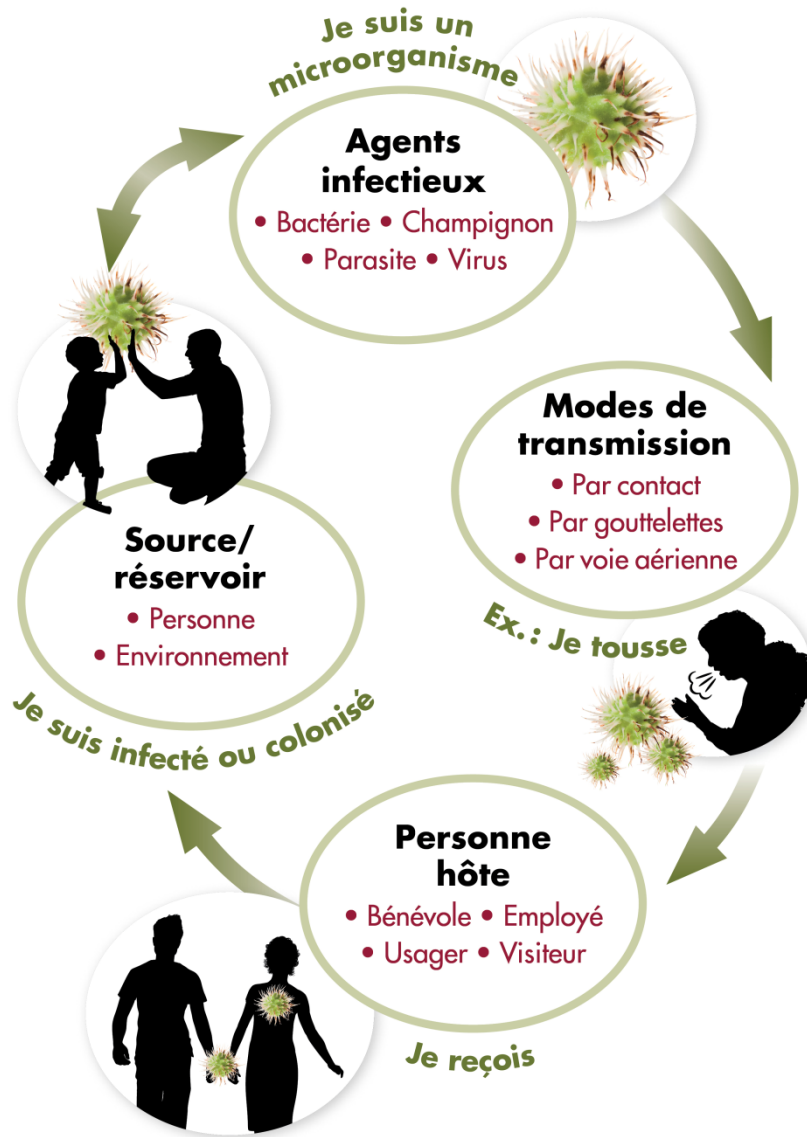 Je suis un
microorganisme
Agents
infectieux
• Bactérie • Champignon
• Parasite • Virus
Modes de
transmission
• Par contact
• Par gouttelettes
• Par voie aérienne
Ex. : Je tousse
Personne
hôte
• Bénévole • Employé
• Usager • Visiteur
Je reçois
Source/
réservoir
• Personne
• Environnement
Je suis infecté ou colonisé